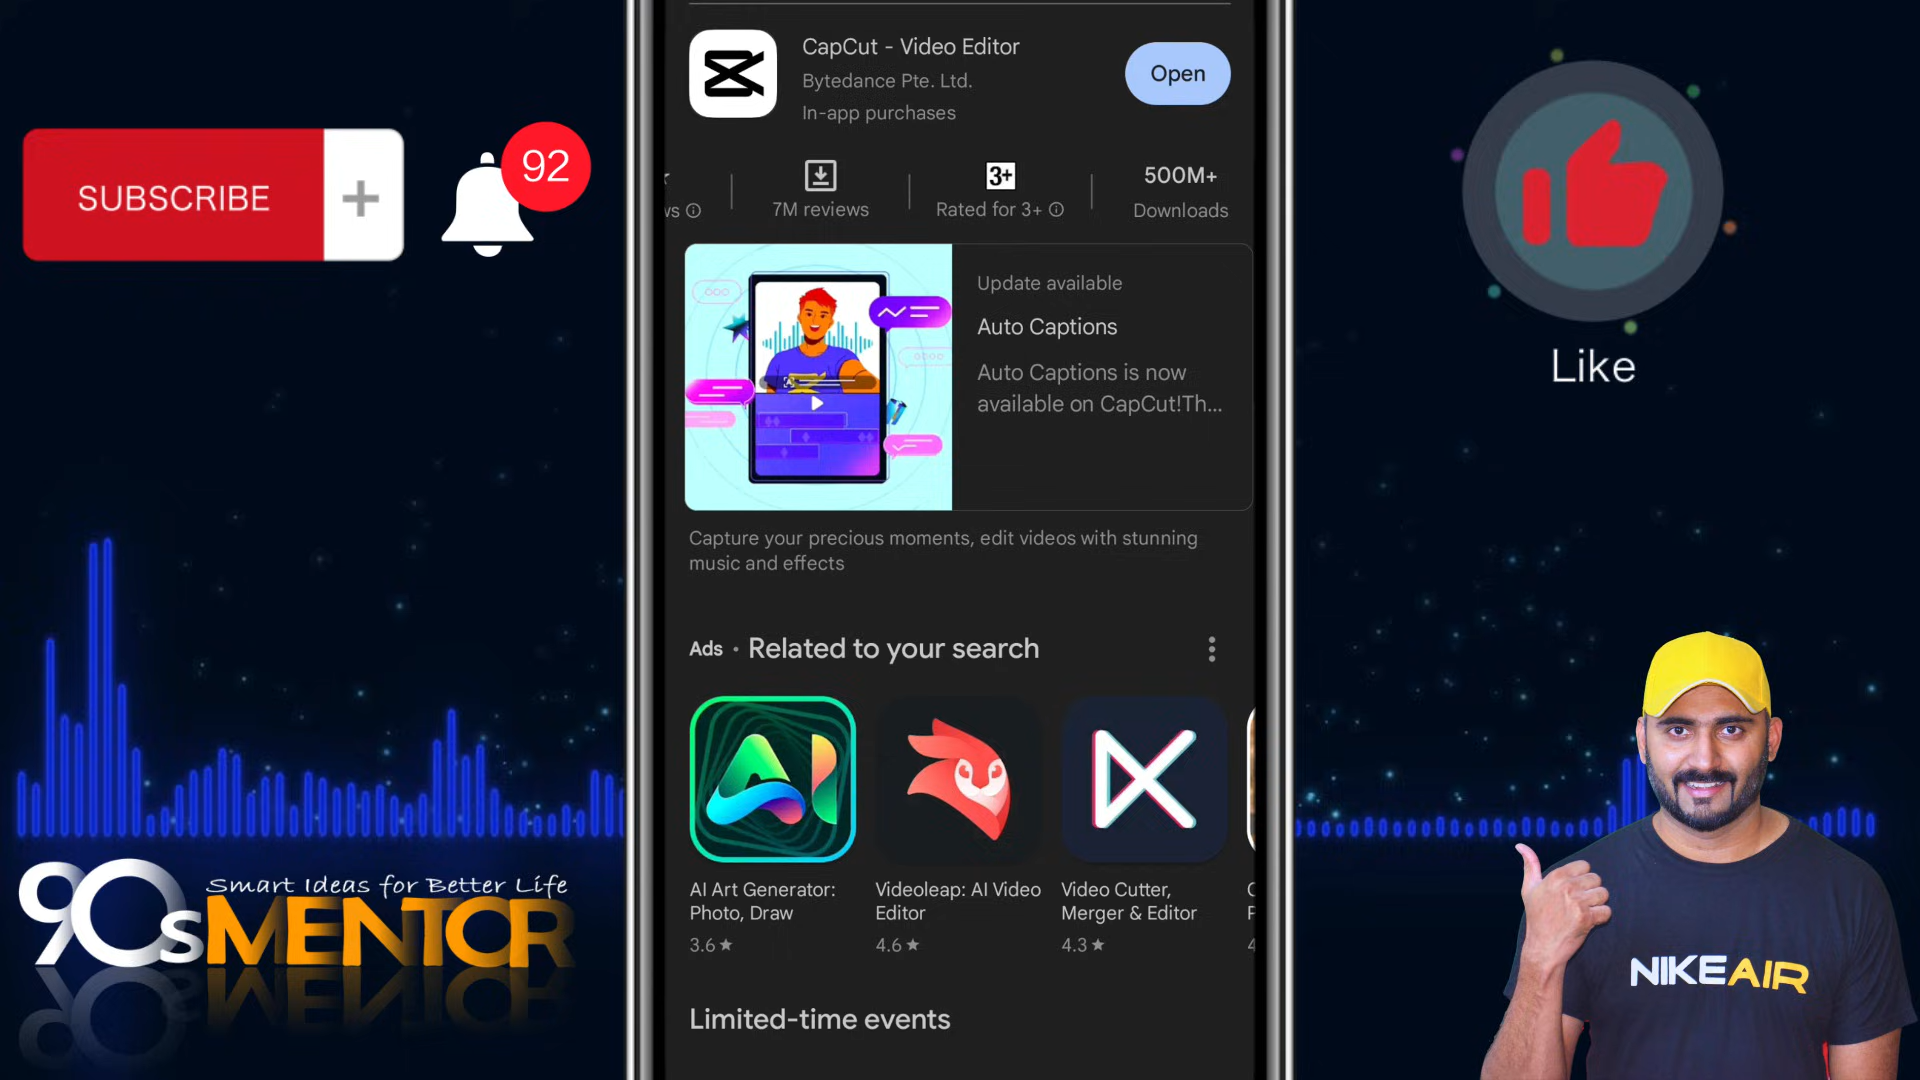 SUBSCRIBE
92
90s MENTOR
Smart Ideas for Better Life
CapCut - Video Editor
Bytedance Pte. Ltd.
In-app purchases
Open
7M reviews
3+
Rated for 3+
500M+
Downloads
Update available
Auto Captions
Auto Captions is now
available on CapCut!Th...
Capture your precious moments, edit videos with stunning
music and effects
Ads • Related to your search
AI Art Generator:
Photo, Draw
3.6★
Videoleap: AI Video
Editor
4.6★
Video Cutter,
Merger & Editor
4.3★
Limited-time events
Like
NIKEAIR